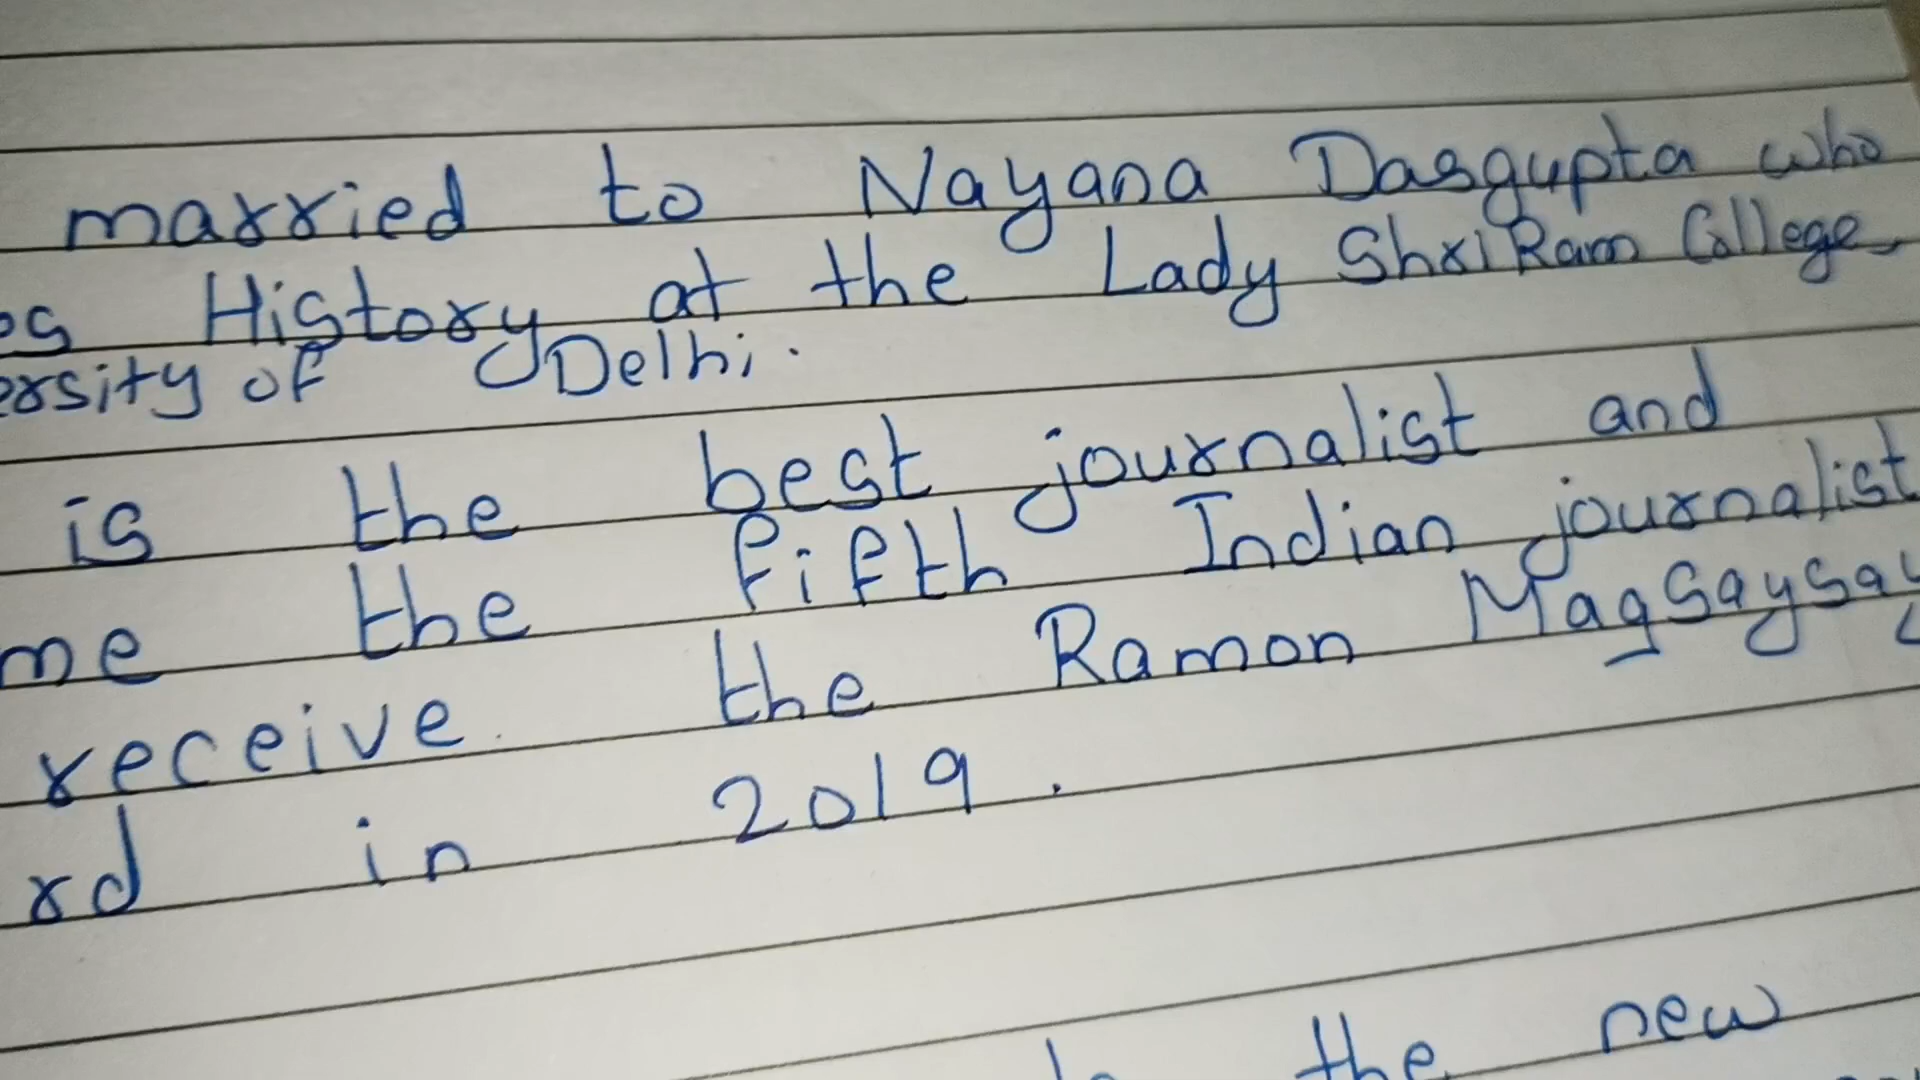 married to Nayana Dasgupta who
es History at the Lady Shri Ram College
ersity of Delhi.
is the best journalist and
me the fifth Indian journalist
receive the Ramon Magsaysay
rd in 2019.
the new